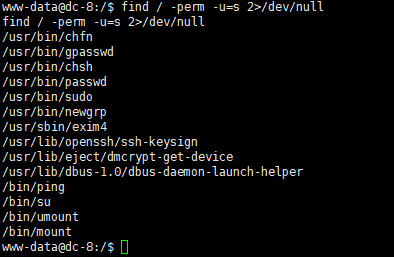 www-data@dc-8:/$ find / -perm -u=s 2>/dev/null
find / -perm -u=s 2>/dev/null
/usr/bin/chfn
/usr/bin/gpasswd
/usr/bin/chsh
/usr/bin/passwd
/usr/bin/sudo
/usr/bin/newgrp
/usr/sbin/exim4
/usr/lib/openssh/ssh-keysign
/usr/lib/eject/dmcrypt-get-device
/usr/lib/dbus-1.0/dbus-daemon-launch-helper
/bin/ping
/bin/su
/bin/umount
/bin/mount
www-data@dc-8:/$